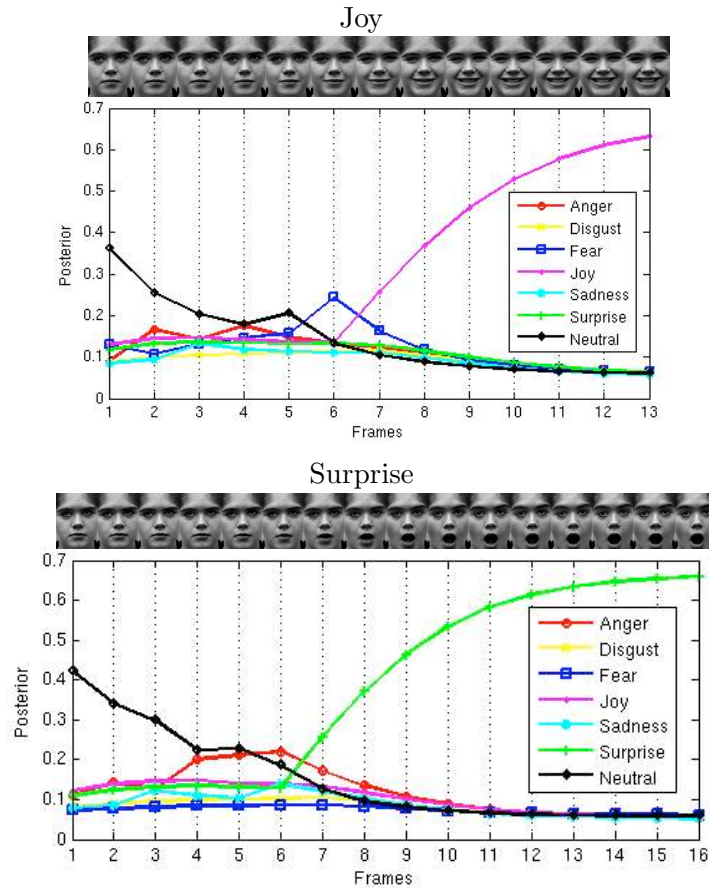 Joy
0.7
0.6
0.5
0.4
0.3
0.2
0.1
0
Posterior
Anger
Disgust
Fear
Joy
Sadness
Surprise
Neutral
1 2 3 4 5 6 7 8 9 10 11 12 13
Frames
Surprise
0.7
0.6
0.5
0.4
0.3
0.2
0.1
0
Posterior
Anger
Disgust
Fear
Joy
Sadness
Surprise
Neutral
1 2 3 4 5 6 7 8 9 10 11 12 13 14 15 16
Frames